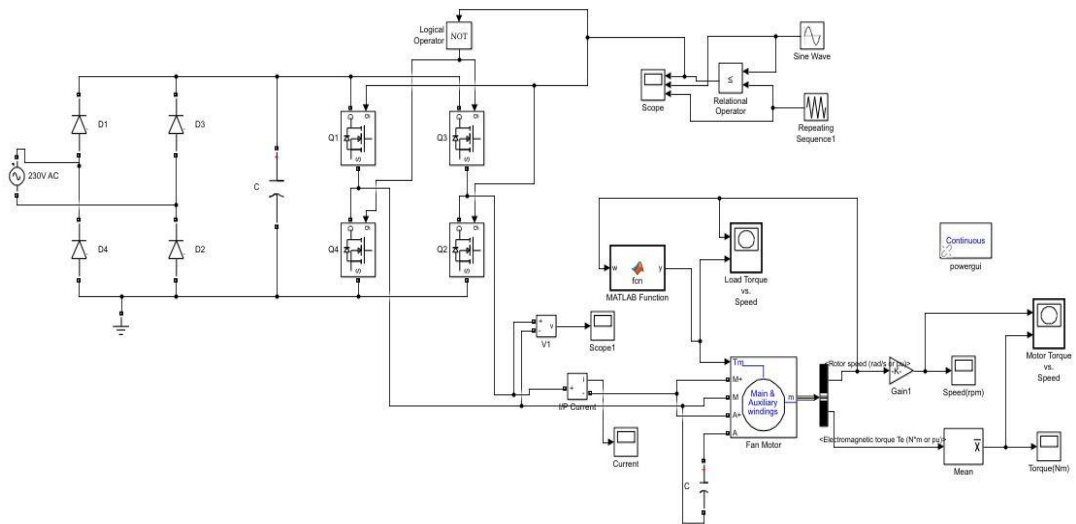 Logical
Operator
NOT
Sine Wave
Scope
≤
Relational
Operator
Repeating
Sequence1
D1
D3
230V AC
D4
D2
C
+
Q1
g
S
Q3
g
S
Q4
g
S
Q2
g
S
w
fcn
y
MATLAB Function
Load Torque
vs.
Speed
Continuous
powergui
+
-
v
V1
Scope1
+
i
-
I/P Current
Current
Tm
M+
M
A+
A
Main &
Auxiliary
windings
m
Fan Motor
C
+
<Rotor speed (rad/s or pu)>
-K-
Gain1
Speed(rpm)
Motor Torque
vs.
Speed
<Electromagnetic torque Te (N*m or pu)>
X
Mean
Torque(Nm)